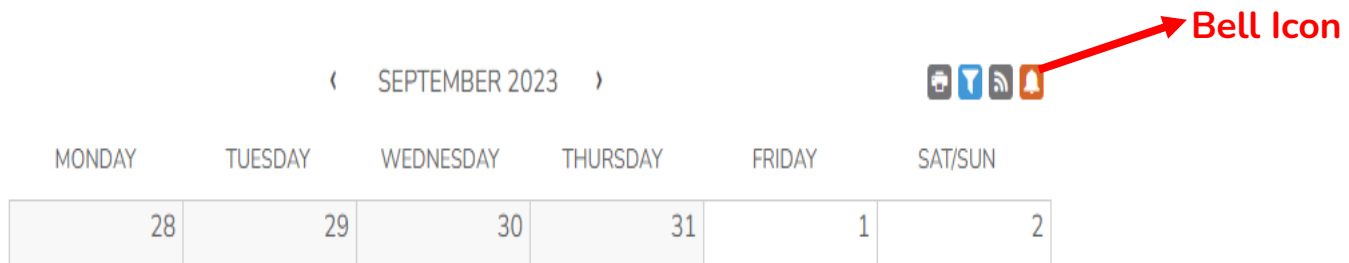 Bell Icon
‹ SEPTEMBER 2023 ›
MONDAY TUESDAY WEDNESDAY THURSDAY FRIDAY SAT/SUN
28 29 30 31 1 2